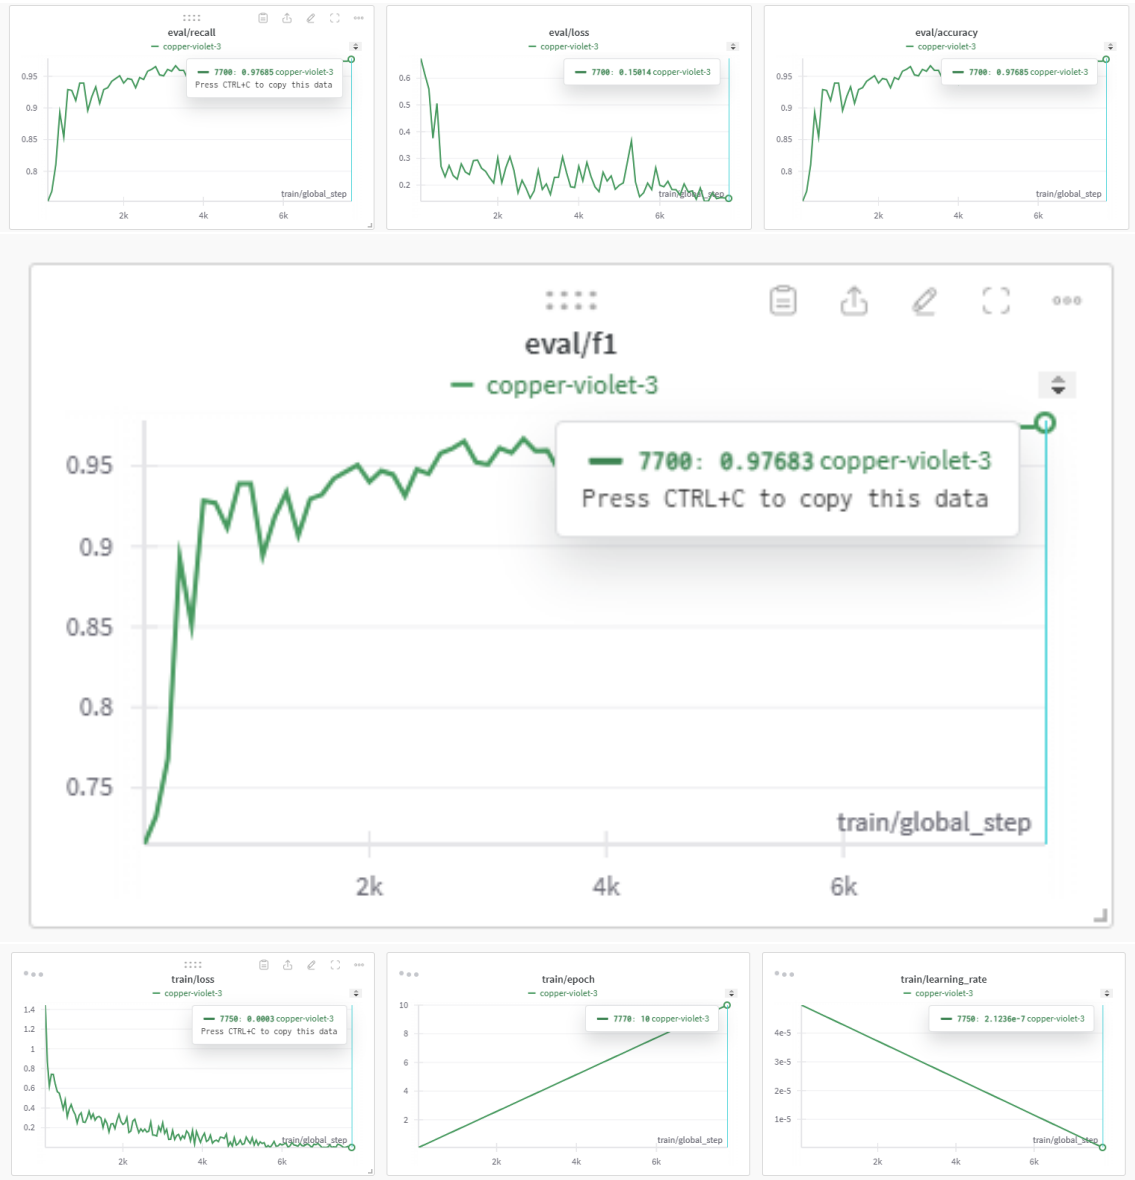 eval/recall
copper-violet-3
7700: 0.97685 copper-violet-3
Press CTRL+C to copy this data
0.95
0.9
0.85
0.8
train/global_step
2k
4k
6k
eval/loss
copper-violet-3
7700: 0.15014 copper-violet-3
0.6
0.5
0.4
0.3
0.2
train/global_step
2k
4k
6k
eval/accuracy
copper-violet-3
7700: 0.97685 copper-violet-3
0.95
0.9
0.85
0.8
train/global_step
2k
4k
6k
eval/f1
copper-violet-3
7700: 0.97683 copper-violet-3
Press CTRL+C to copy this data
0.95
0.9
0.85
0.8
0.75
train/global_step
2k
4k
6k
train/loss
copper-violet-3
7750: 0.0003 copper-violet-3
Press CTRL+C to copy this data
1.4
1.2
1
0.8
0.6
0.4
0.2
train/global_step
2k
4k
6k
train/epoch
copper-violet-3
7770: 10 copper-violet-3
10
8
6
4
2
train/global_step
2k
4k
6k
train/learning_rate
copper-violet-3
7750: 2.1236e-7 copper-violet-3
4e-5
3e-5
2e-5
1e-5
train/global_step
2k
4k
6k